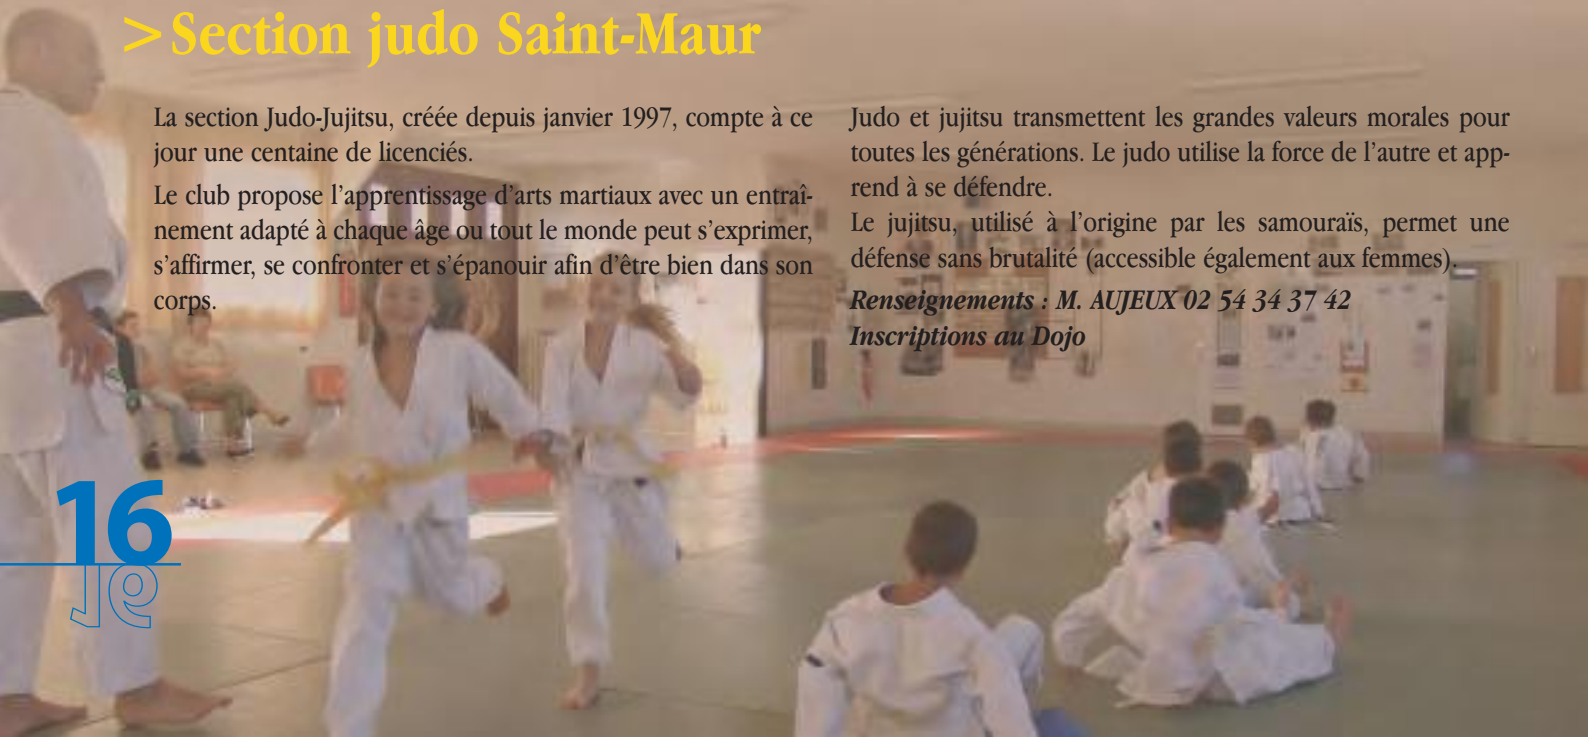 >Section judo Saint-Maur
La section Judo-Jujitsu, créée depuis janvier 1997, compte à ce
jour une centaine de licenciés.
Le club propose l'apprentissage d'arts martiaux avec un entraî-
nement adapté à chaque âge ou tout le monde peut s'exprimer,
s'affirmer, se confronter et s'épanouir afin d'être bien dans son
corps.
Judo et jujitsu transmettent les grandes valeurs morales pour
toutes les générations. Le judo utilise la force de l'autre et app-
rend à se défendre.
Le jujitsu, utilisé à l'origine par les samouraïs, permet une
défense sans brutalité (accessible également aux femmes).
Renseignements : M. AUJEUX 02 54 34 37 42
Inscriptions au Dojo
16